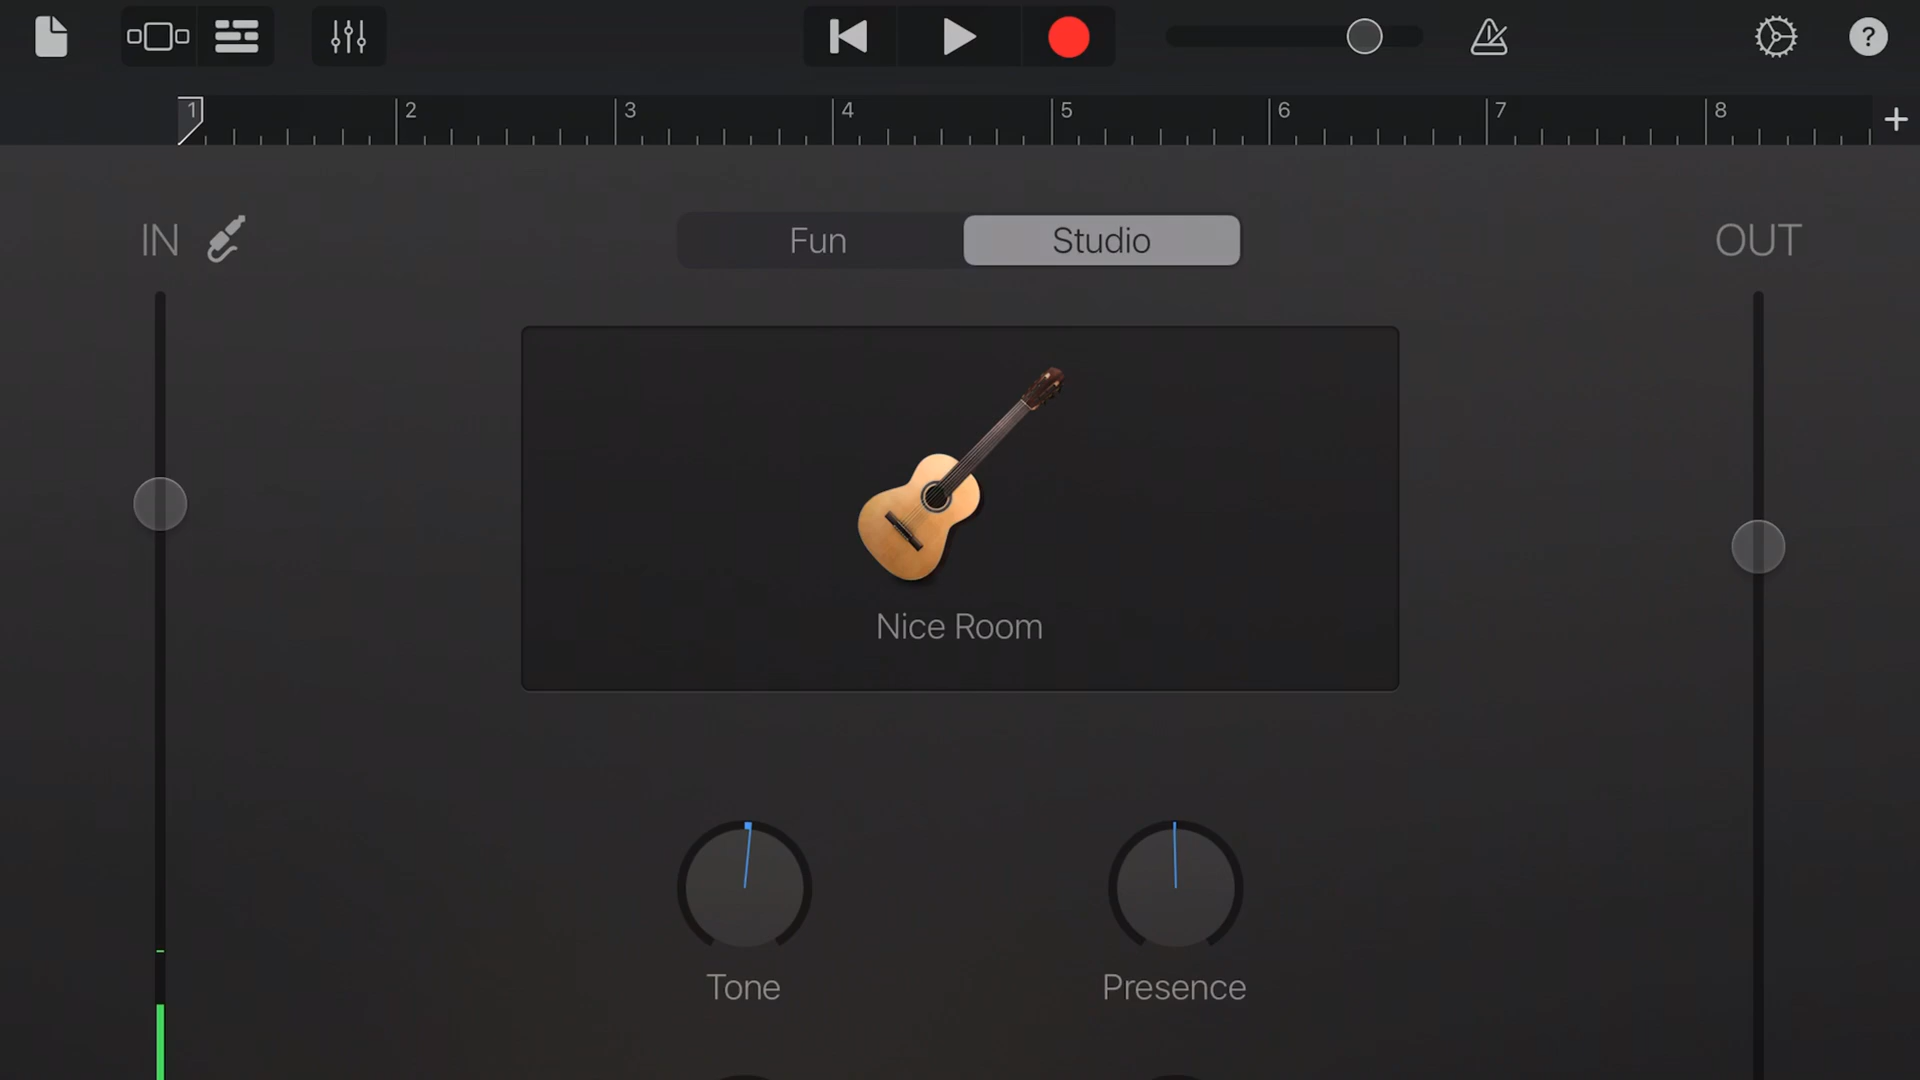 ?
1 2 3 4 5 6 7 8 +
IN Fun Studio OUT
Nice Room
Tone Presence